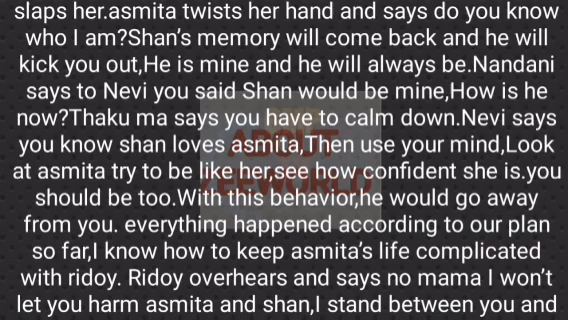 slaps her.asmita twists her hand and says do you know
who I am?Shan’s memory will come back and he will
kick you out,He is mine and he will always be.Nandani
says to Nevi you said Shan would be mine,How is he
now?Thaku ma says you have to calm down.Nevi says
you know shan loves asmita,Then use your mind,Look
at asmita try to be like her,see how confident she is.you
should be too.With this behavior,he would go away
from you. everything happened according to our plan
so far,I know how to keep asmita’s life complicated
with ridoy. Ridoy overhears and says no mama I won’t
let you harm asmita and shan,I stand between you and
ABOUT
ZEEWORLD